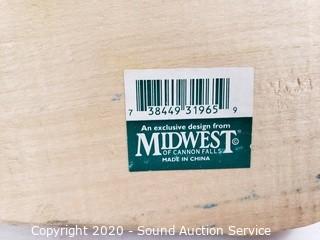 7 38449 31965 9
An exclusive design from
MIDWEST©
OF CANNON FALLS
MADE IN CHINA
Copyright 2020 - Sound Auction Service